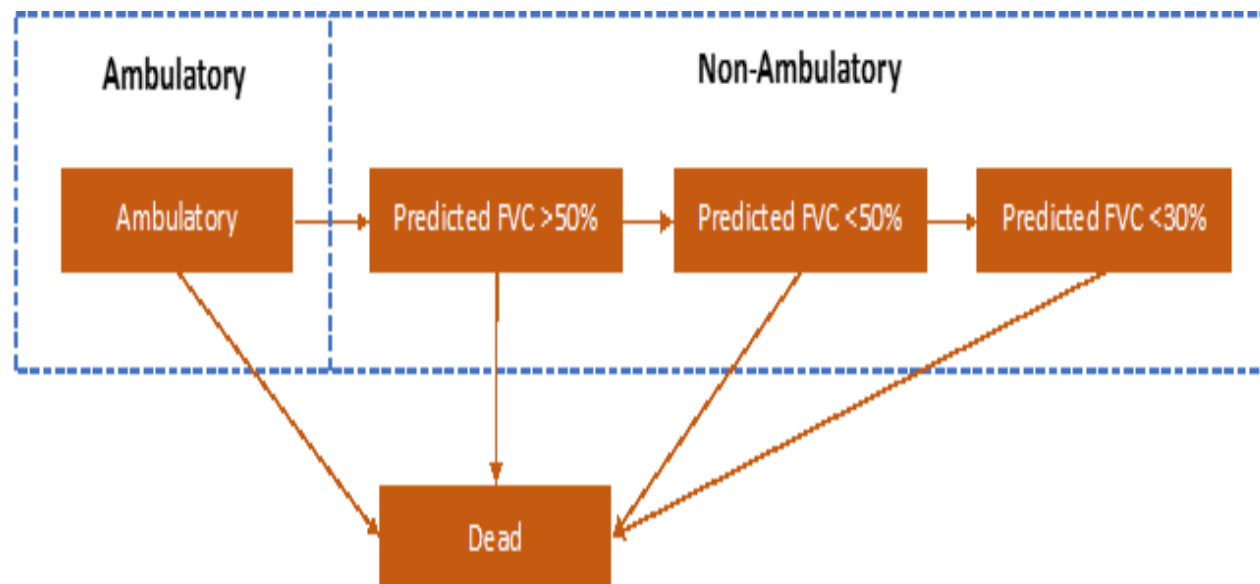 Ambulatory
Non-Ambulatory
Ambulatory
Predicted FVC >50%
Predicted FVC <50%
Predicted FVC <30%
Dead